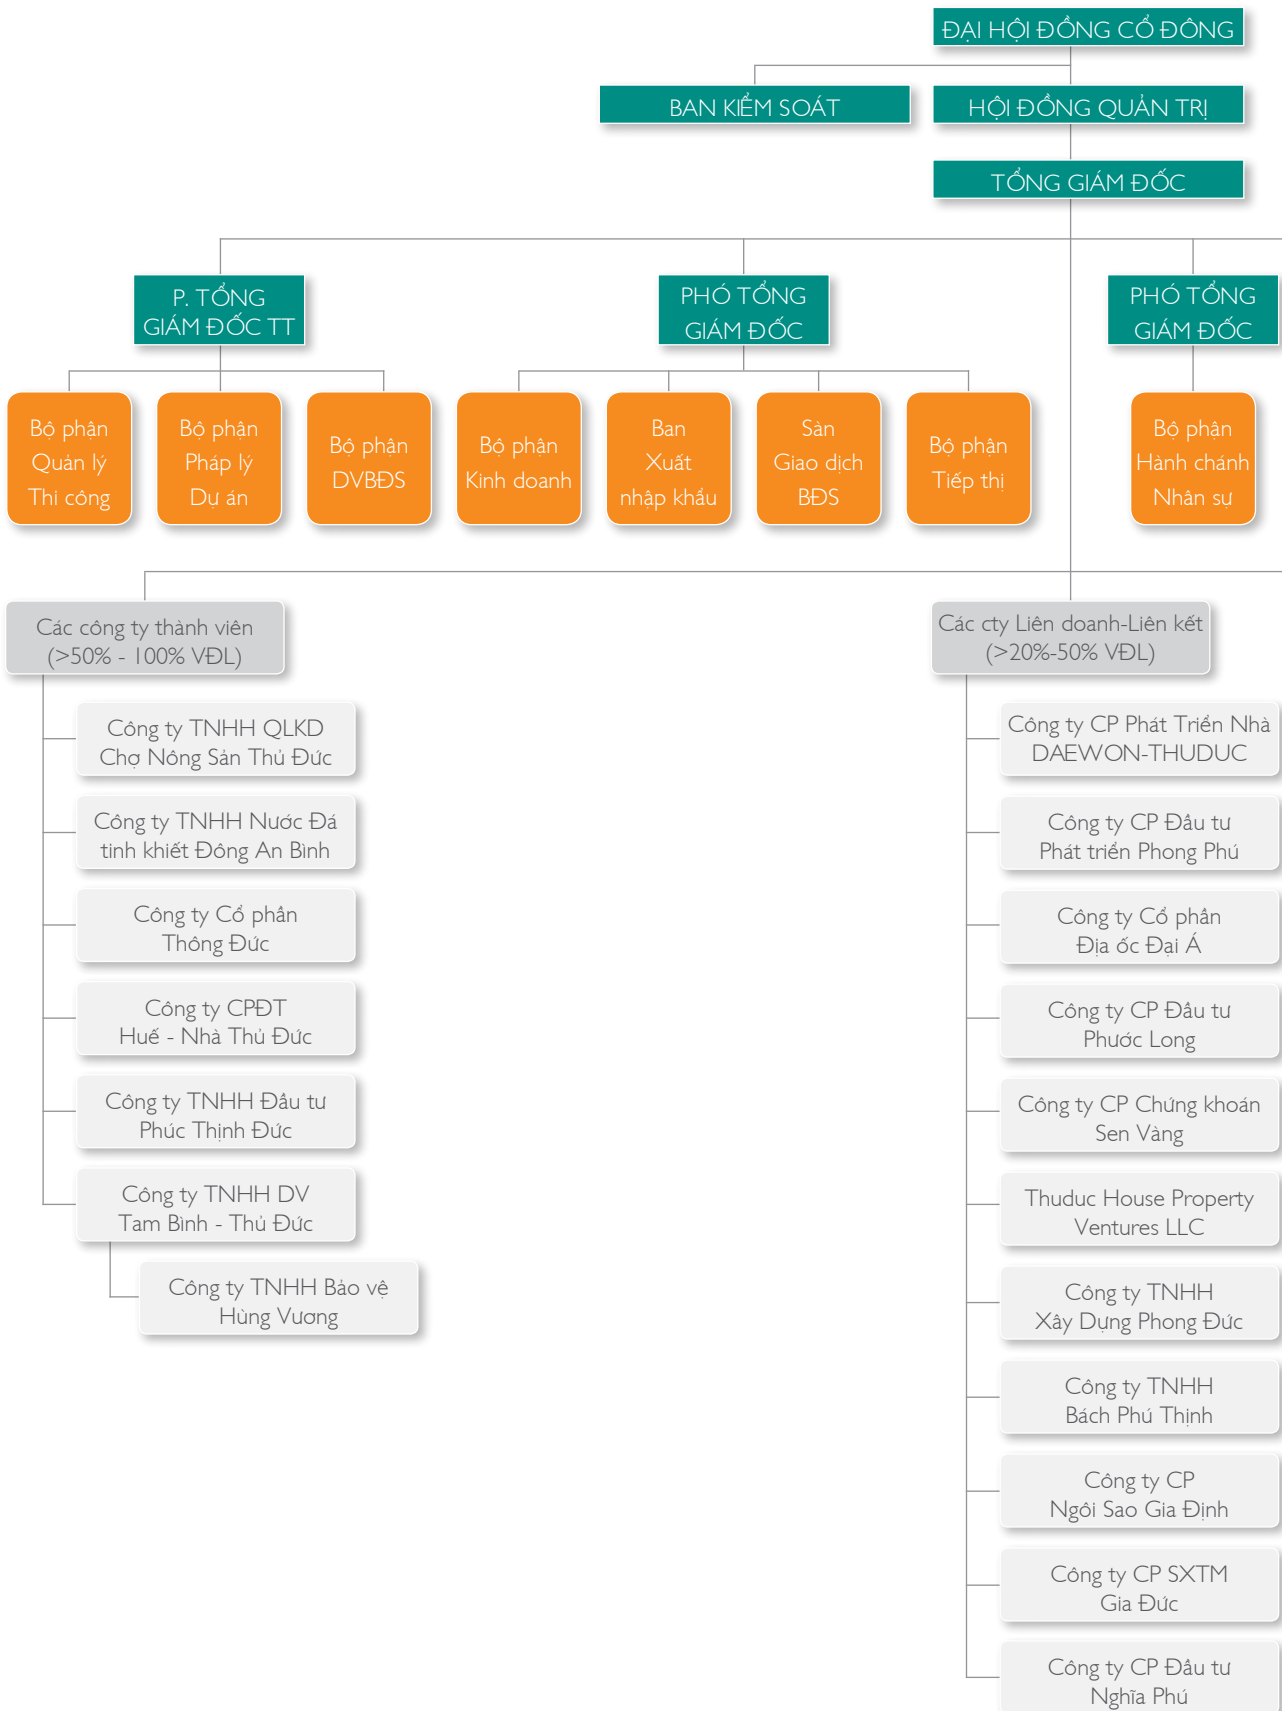 ĐẠI HỘI ĐỒNG CỔ ĐÔNG
BAN KIỂM SOÁT
HỘI ĐỒNG QUẢN TRỊ
TỔNG GIÁM ĐỐC
P. TỔNG
GIÁM ĐỐC TT
PHÓ TỔNG
GIÁM ĐỐC
PHÓ TỔNG
GIÁM ĐỐC
Bộ phận
Quản lý
Thi công
Bộ phận
Pháp lý
Dự án
Bộ phận
DVBĐS
Bộ phận
Kinh doanh
Ban
Xuất
nhập khẩu
Sàn
Giao dịch
BĐS
Bộ phận
Tiếp thị
Bộ phận
Hành chánh
Nhân sự
Các công ty thành viên
(>50% - 100% VĐL)
Công ty TNHH QLKD
Chợ Nông Sản Thủ Đức
Công ty TNHH Nước Đá
tinh khiết Đông An Bình
Công ty Cổ phần
Thông Đức
Công ty CPĐT
Huế - Nhà Thủ Đức
Công ty TNHH Đầu tư
Phúc Thịnh Đức
Công ty TNHH DV
Tam Bình - Thủ Đức
Công ty TNHH Bảo vệ
Hùng Vương
Các cty Liên doanh-Liên kết
(>20%-50% VĐL)
Công ty CP Phát Triển Nhà
DAEWON-THUDUC
Công ty CP Đầu tư
Phát triển Phong Phú
Công ty Cổ phần
Địa ốc Đại Á
Công ty CP Đầu tư
Phước Long
Công ty CP Chứng khoán
Sen Vàng
Thuduc House Property
Ventures LLC
Công ty TNHH
Xây Dựng Phong Đức
Công ty TNHH
Bách Phú Thịnh
Công ty CP
Ngôi Sao Gia Định
Công ty CP SXTM
Gia Đức
Công ty CP Đầu tư
Nghĩa Phú